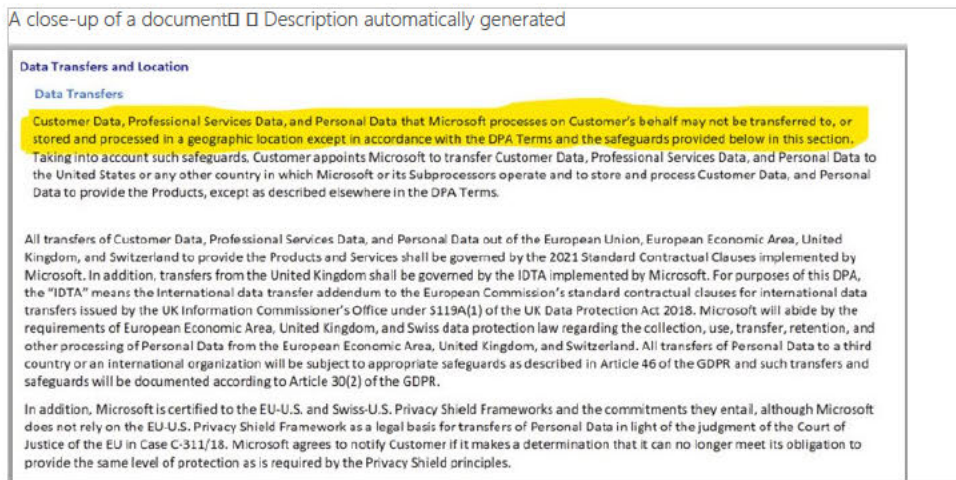 A close-up of a document Description automatically generated
Data Transfers and Location
Data Transfers
Customer Data, Professional Services Data, and Personal Data that Microsoft processes on Customer's behalf may not be transferred to, or
stored and processed in a geographic location except in accordance with the DPA Terms and the safeguards provided below in this section.
Taking into account such safeguards, Customer appoints Microsoft to transfer Customer Data, Professional Services Data, and Personal Data to
the United States or any other country in which Microsoft or its Subprocessors operate and to store and process Customer Data, and Personal
Data to provide the Products, except as described elsewhere in the DPA Terms.
All transfers of Customer Data, Professional Services Data, and Personal Data out of the European Union, European Economic Area, United
Kingdom, and Switzerland to provide the Products and Services shall be governed by the 2021 Standard Contractual Clauses implemented by
Microsoft. In addition, transfers from the United Kingdom shall be governed by the IDTA implemented by Microsoft. For purposes of this DPA,
the "IDTA" means the International data transfer addendum to the European Commission's standard contractual clauses for international data
transfers issued by the UK Information Commissioner's Office under S119A(1) of the UK Data Protection Act 2018. Microsoft will abide by the
requirements of European Economic Area, United Kingdom, and Swiss data protection law regarding the collection, use, transfer, retention, and
other processing of Personal Data from the European Economic Area, United Kingdom, and Switzerland. All transfers of Personal Data to a third
country or an international organization will be subject to appropriate safeguards as described in Article 46 of the GDPR and such transfers and
safeguards will be documented according to Article 30(2) of the GDPR.
In addition, Microsoft is certified to the EU-U.S. and Swiss-U.S. Privacy Shield Frameworks and the commitments they entail, although Microsoft
does not rely on the EU-U.S. Privacy Shield Framework as a legal basis for transfers of Personal Data in light of the judgment of the Court of
Justice of the EU in Case C-311/18. Microsoft agrees to notify Customer if it makes a determination that it can no longer meet its obligation to
provide the same level of protection as is required by the Privacy Shield principles.